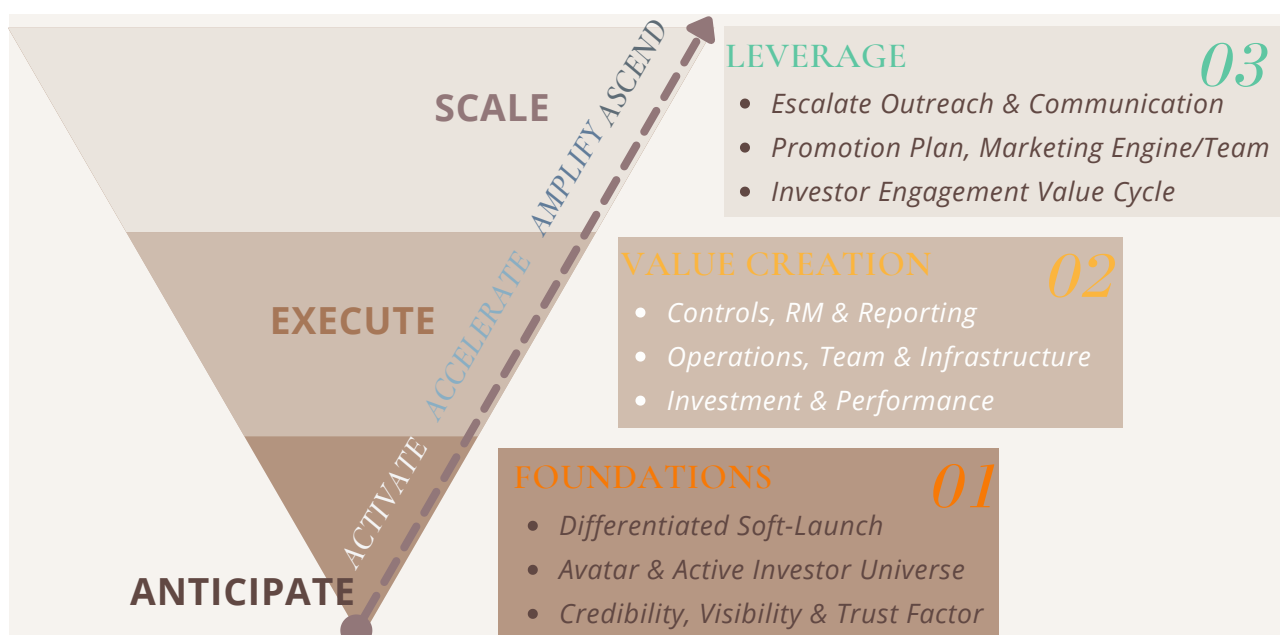 SCALE
EXECUTE
ANTICIPATE
ACTIVATE
ACCELERATE
AMPLIFY ASCEND
LEVERAGE
03
Escalate Outreach & Communication
Promotion Plan, Marketing Engine/Team
Investor Engagement Value Cycle
VALUE CREATION
02
Controls, RM & Reporting
Operations, Team & Infrastructure
Investment & Performance
FOUNDATIONS
01
Differentiated Soft-Launch
Avatar & Active Investor Universe
Credibility, Visibility & Trust Factor